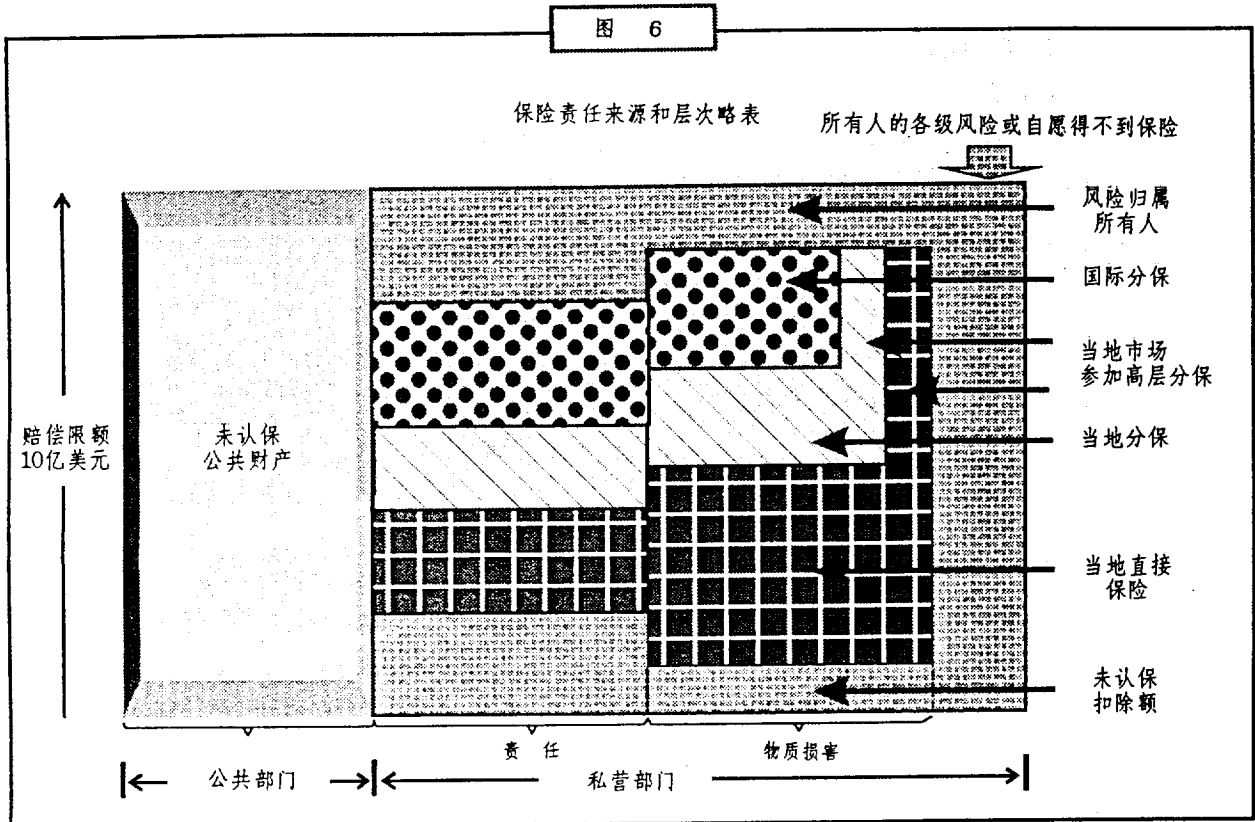 图 6
保险责任来源和层次略表
所有人的各级风险或自愿得不到保险
风险归属
所有人
国际分保
当地市场
参加高层分保
赔偿限额
10亿美元
未认保
公共财产
当地分保
当地直接
保险
未认保
扣除额
责 任
物质损害
公共部门
私营部门